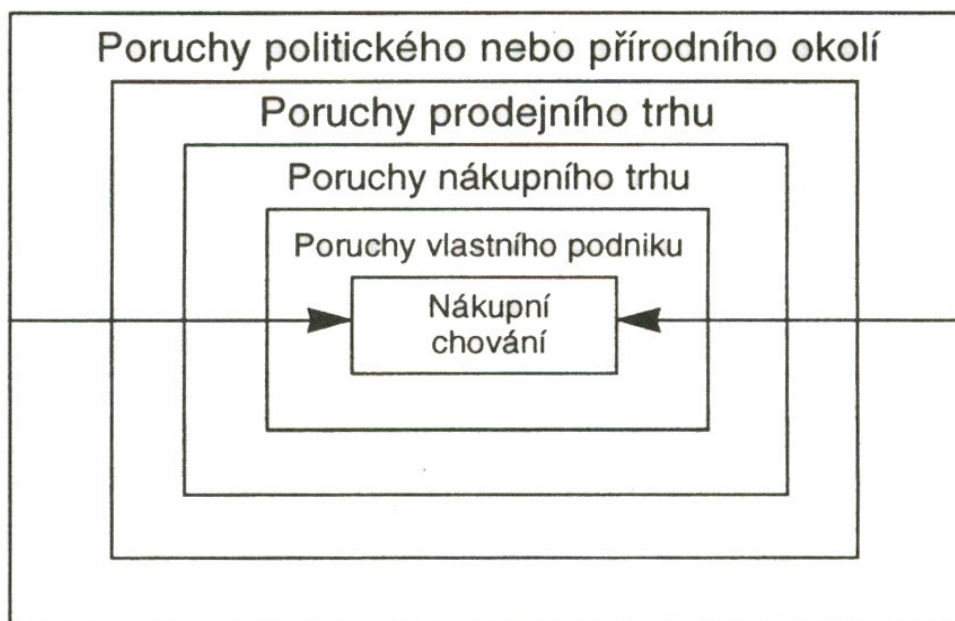 Poruchy politického nebo přírodního okolí
Poruchy prodejního trhu
Poruchy nákupního trhu
Poruchy vlastního podniku
Nákupní
chování